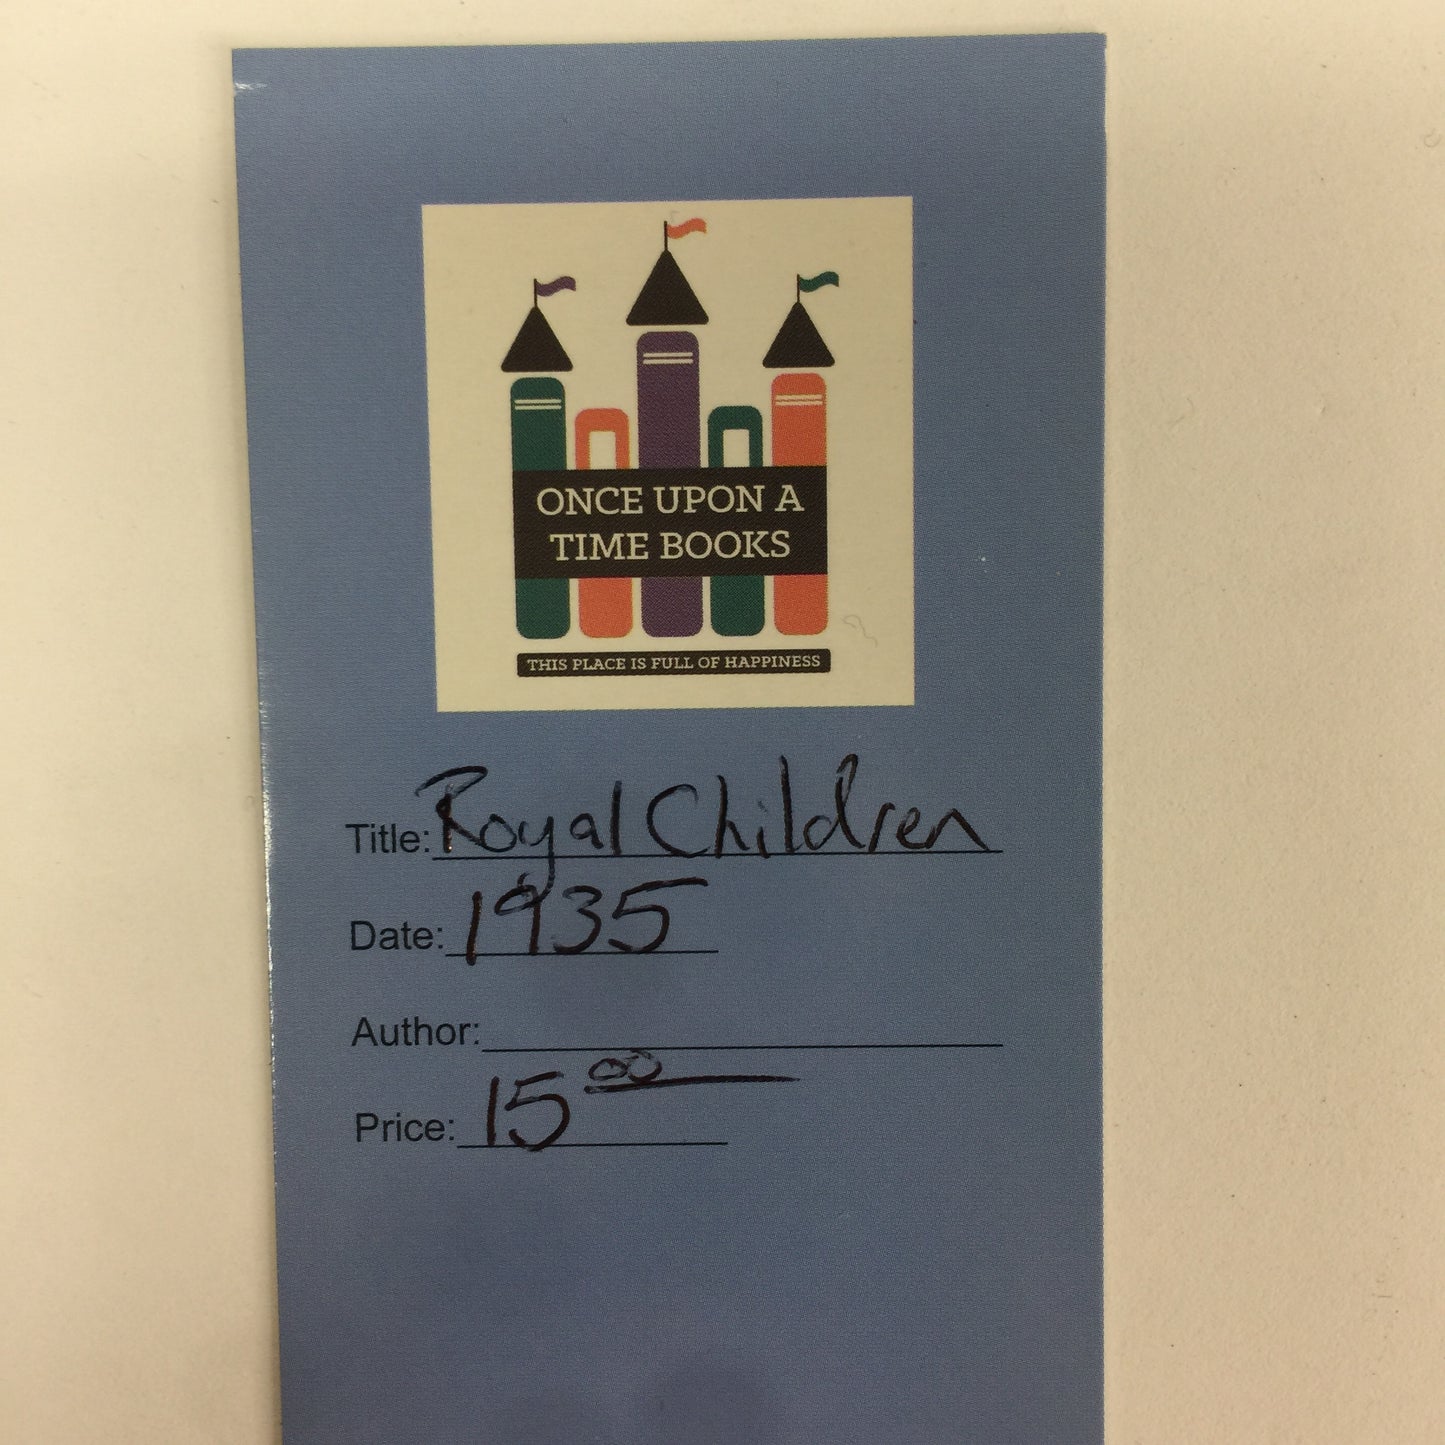 ONCE UPON A
TIME BOOKS
THIS PLACE IS FULL OF HAPPINESS
Title: Royal Children
Date: 1935
Author:
Price: 15 00